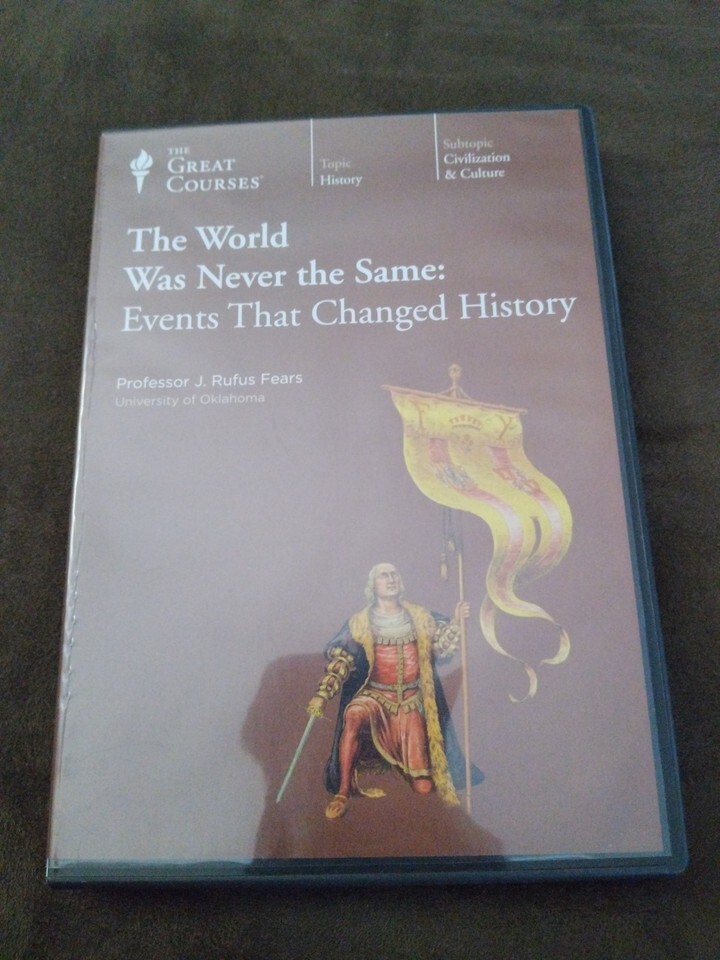 THE
GREAT
COURSES®
Topic
History
Subtopic
Civilization
& Culture
The World
Was Never the Same:
Events That Changed History
Professor J. Rufus Fears
University of Oklahoma
F Y